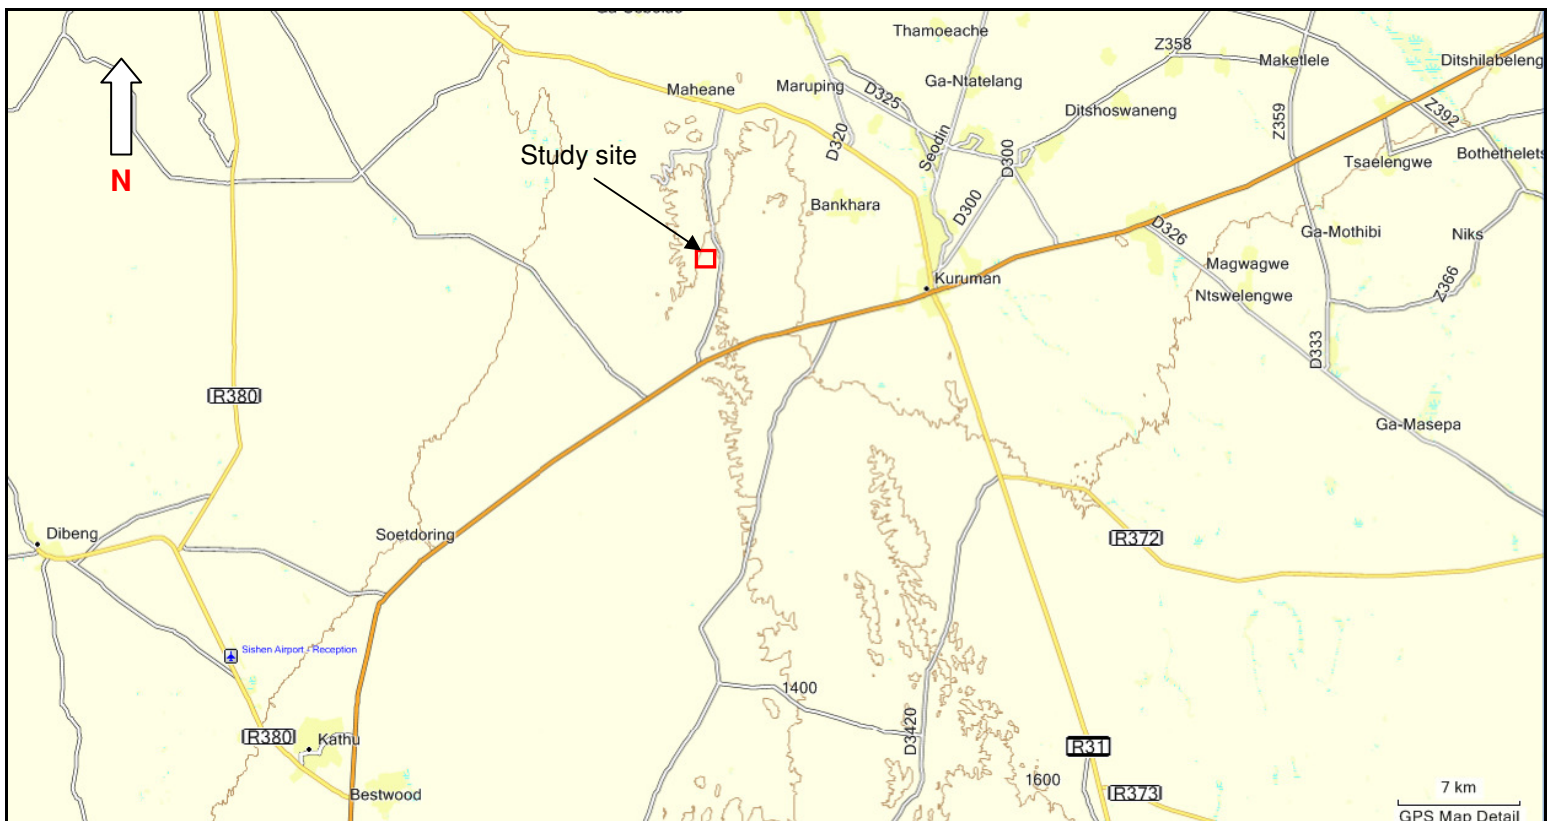 Thamoeache
Z358
Maketlele
Ditshilabeleng
Maheane
Maruping
D325
Ga-Ntatelang
Ditshoswaneng
Z359
Z392
D320
Seodin
D300
Study site
Tsaelengwe
Bothethelets
N
Bankhara
D300
D326
Ga-Mothibi
Niks
Magwagwe
Kuruman
Ntswelengwe
Z366
D333
R380
Ga-Masepa
Dibeng
Soetdoring
R372
Sishen Airport - Reception
1400
D3420
R380
Kathu
R31
1600
R373
Bestwood
7 km
GPS Map Detail